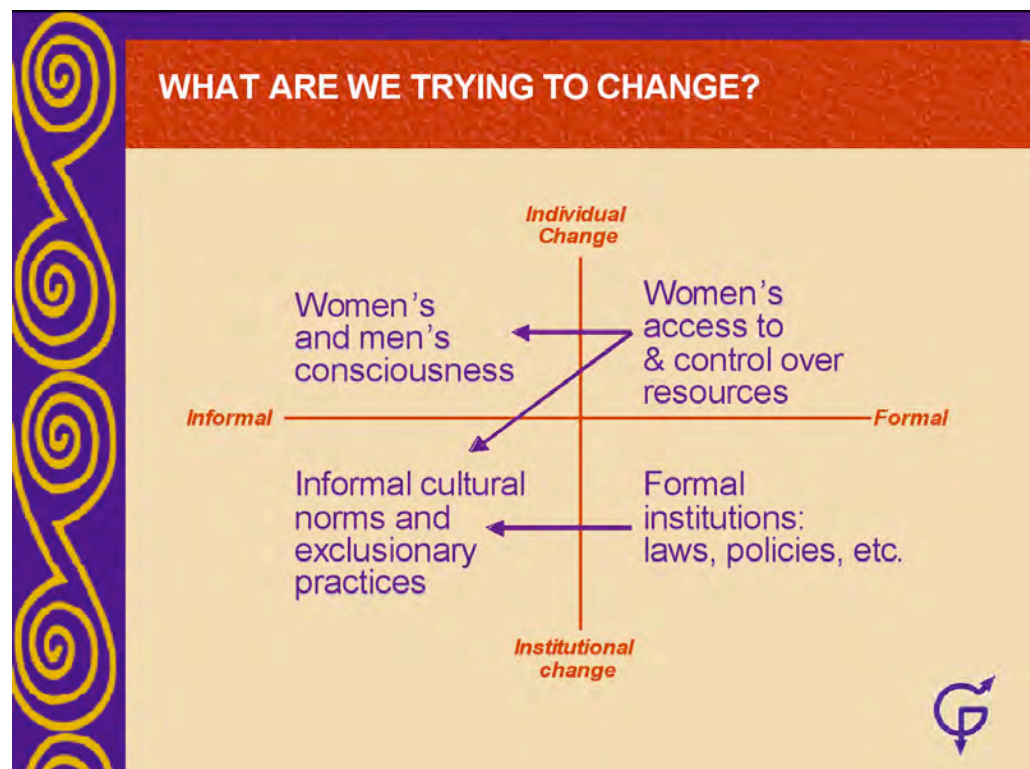 WHAT ARE WE TRYING TO CHANGE?
Individual
Change
Women's
and men's
consciousness
Women's
access to
& control over
resources
Informal
Formal
Informal cultural
norms and
exclusionary
practices
Formal
institutions:
laws, policies, etc.
Institutional
change